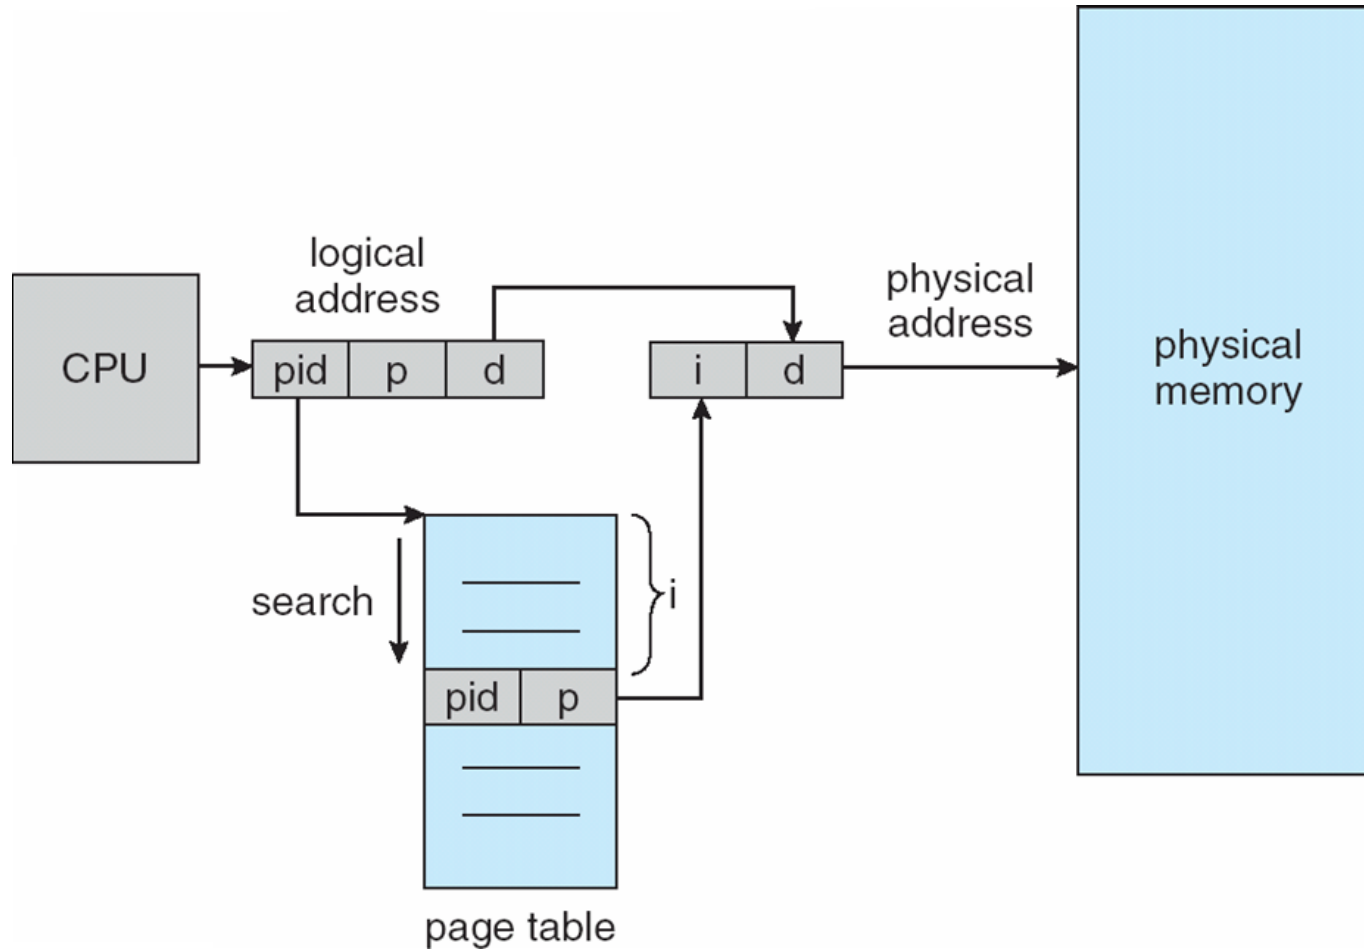 logical
address
physical
address
CPU
pid
p
d
i
d
physical
memory
search
i
pid
p
page table